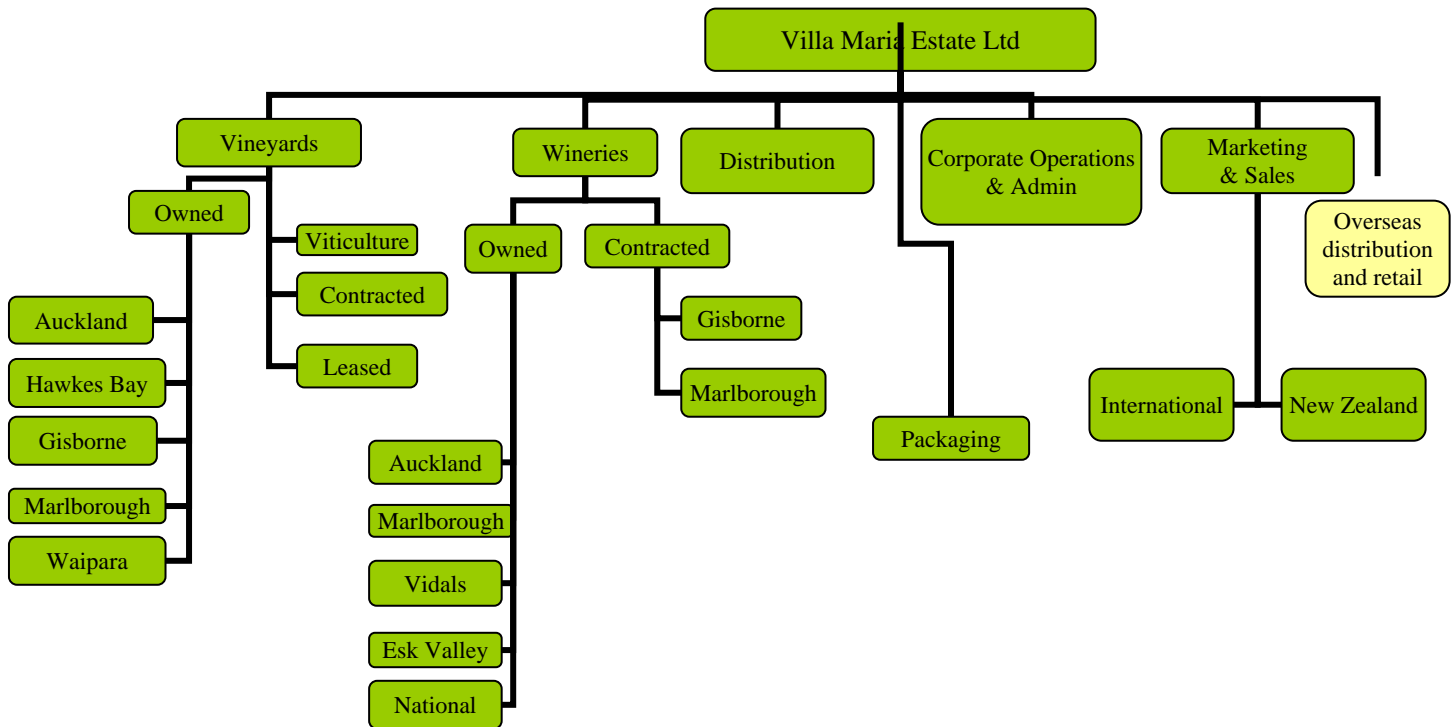 Villa Maria Estate Ltd
Vineyards
Wineries
Distribution
Corporate Operations
& Admin
Marketing
& Sales
Overseas
distribution
and retail
Owned
Viticulture
Contracted
Leased
Auckland
Hawkes Bay
Gisborne
Marlborough
Waipara
Owned
Contracted
Gisborne
Marlborough
Auckland
Marlborough
Vidals
Esk Valley
National
Packaging
International
New Zealand